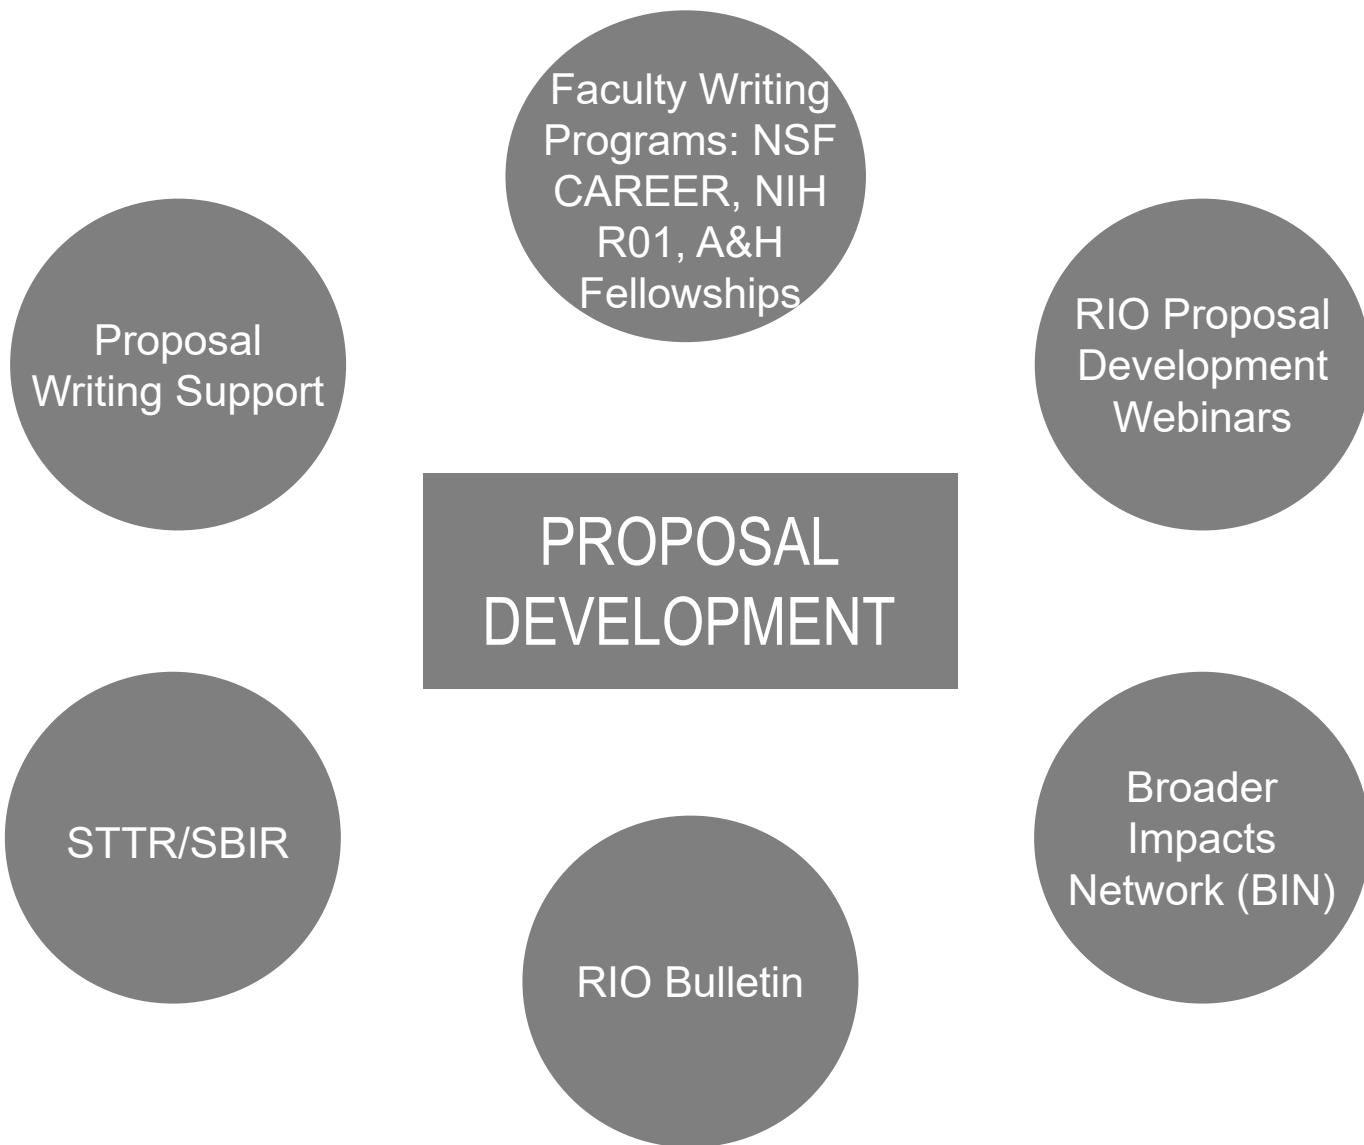 Faculty Writing
Programs: NSF
CAREER, NIH
R01, A&H
Fellowships
Proposal
Writing Support
RIO Proposal
Development
Webinars
PROPOSAL
DEVELOPMENT
STTR/SBIR
Broader
Impacts
Network (BIN)
RIO Bulletin